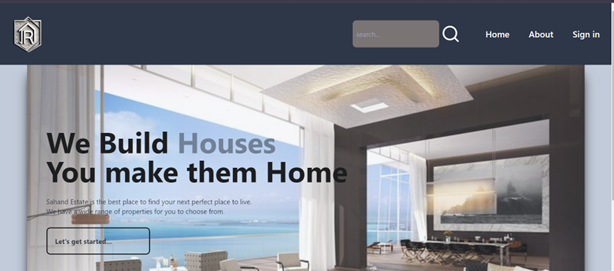 R
search...
Home
About
Sign in
We Build Houses
You make them Home
Sahand Estate is the best place to find your next perfect place to live.
We have a wide range of properties for you to choose from.
Let's get started...